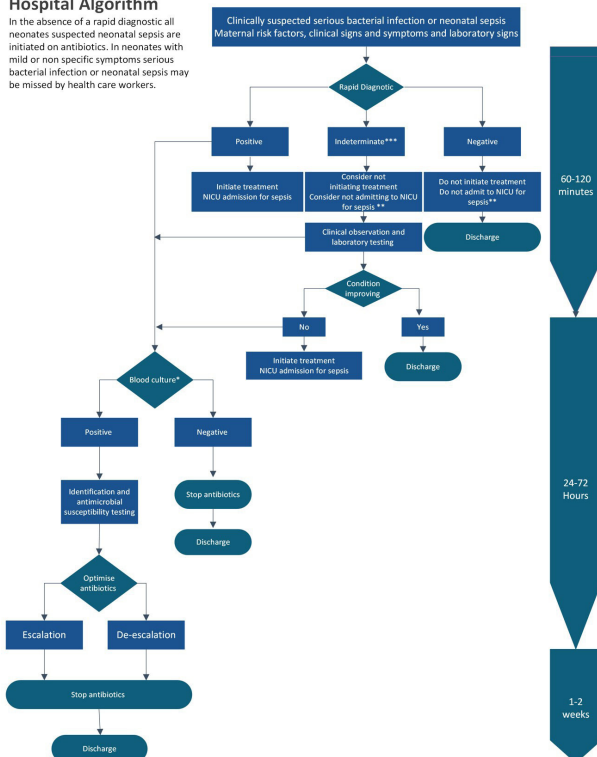 Hospital Algorithm
In the absence of a rapid diagnostic all
neonates suspected neonatal sepsis are
initiated on antibiotics. In neonates with
mild or non specific symptoms serious
bacterial infection or neonatal sepsis may
be missed by health care workers.
Clinically suspected serious bacterial infection or neonatal sepsis
Maternal risk factors, clinical signs and symptoms and laboratory signs
Rapid Diagnostic
Positive
Indeterminate***
Negative
Initiate treatment
NICU admission for sepsis
Consider not
initiating treatment
Consider not admitting to NICU
for sepsis **
Do not initiate treatment
Do not admit to NICU for
sepsis**
60-120
minutes
Clinical observation and
laboratory testing
Discharge
Condition
improving
No
Yes
Initiate treatment
NICU admission for sepsis
Discharge
Blood culture*
Positive
Negative
Identification and
antimicrobial
susceptibility testing
Stop antibiotics
24-72
Hours
Discharge
Optimise
antibiotics
Escalation
De-escalation
Stop antibiotics
1-2
weeks
Discharge